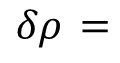 δρ =